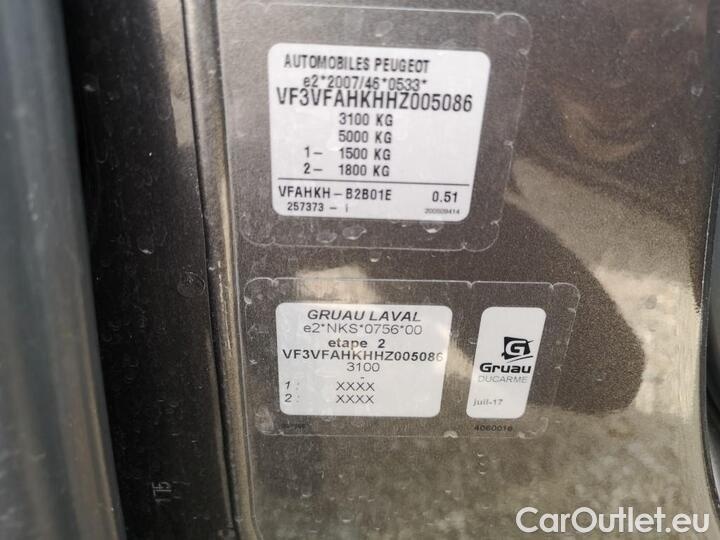 AUTOMOBILES PEUGEOT
e2*2007/46*0533*
VF3VFAHKHHZ005086
3100 KG
5000 KG
1- 1500 KG
2- 1800 KG
VFAHKH-B2B01E 0.51
257373 - i
GRUAU LAVAL
e2*NKS*0756*00
etape 2
VF3VFAHKHHZ005086
3100
-
1: XXXX
2: XXXX
G
Gruau
DUCARME
juil-17
4060016
175
© CarOutlet.eu